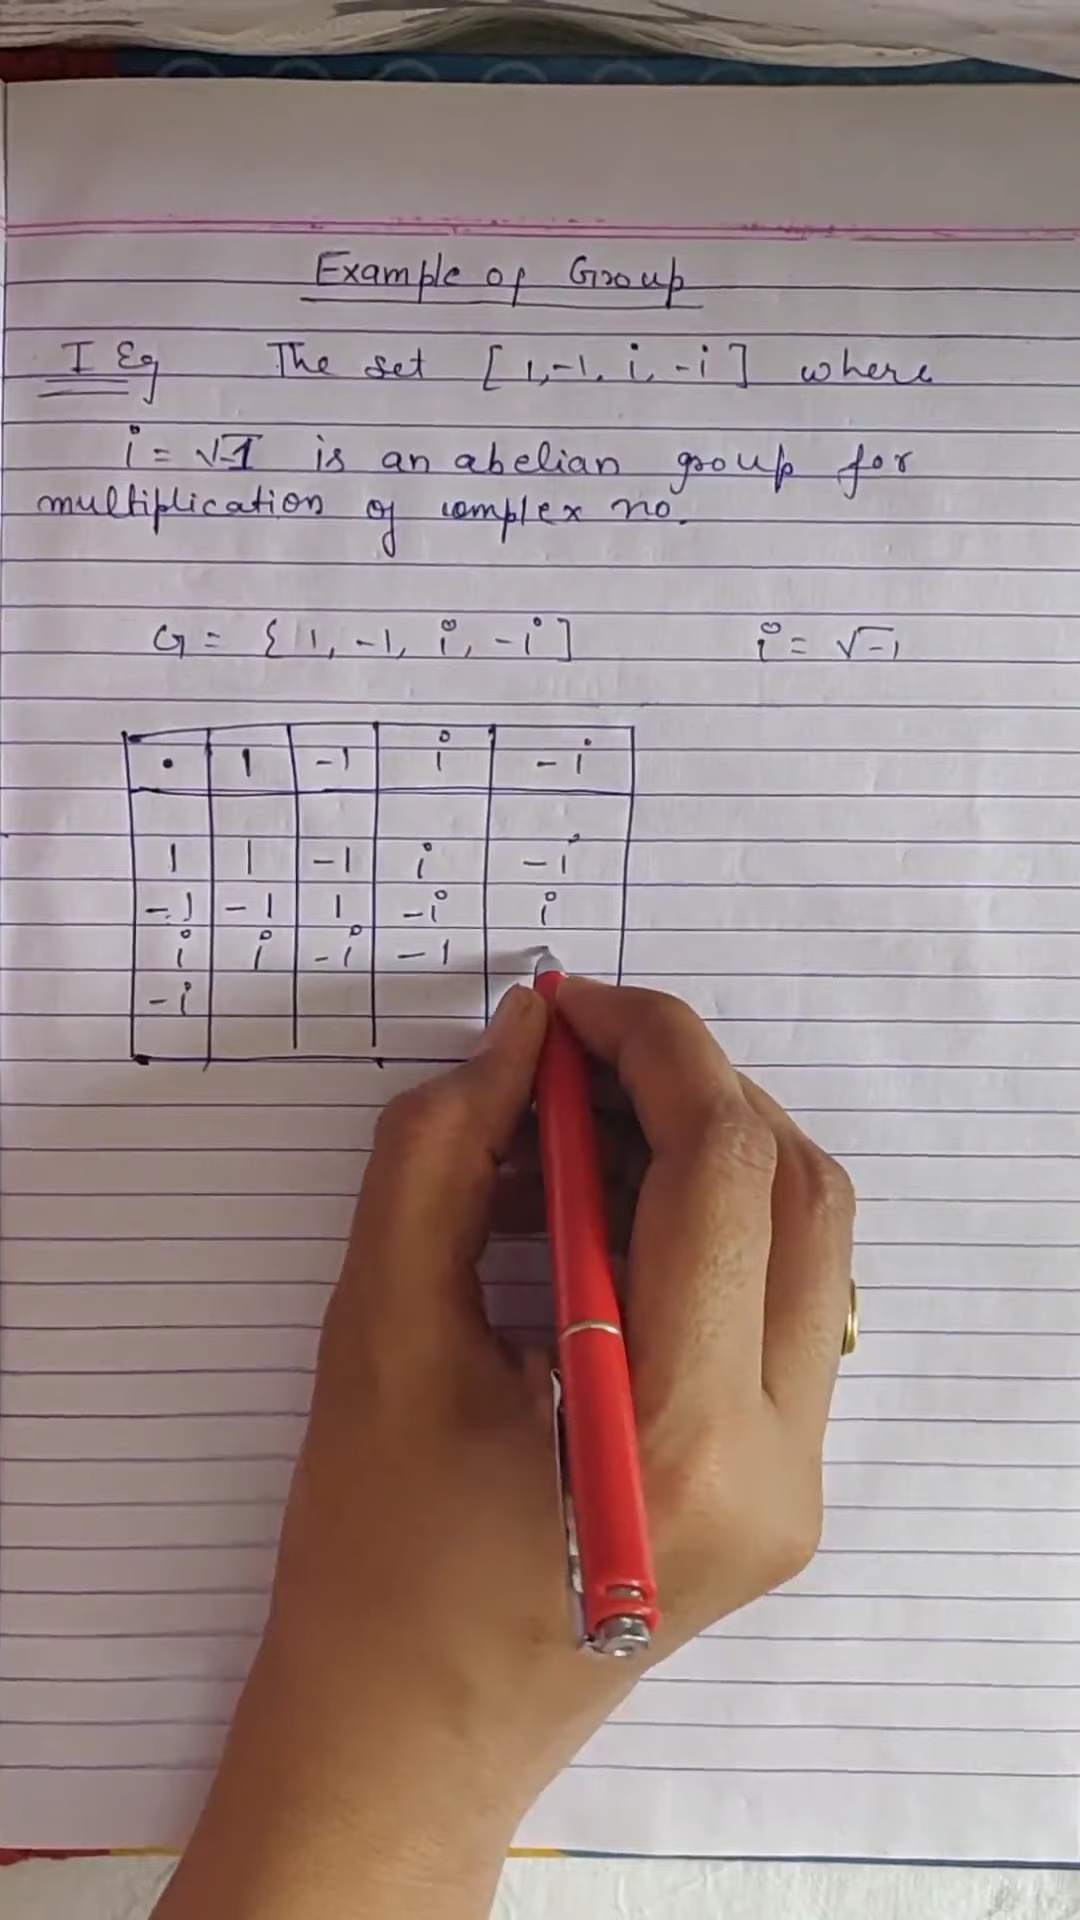 Example of Group
I Eg The set [1, -1, i, -i] where
i = √-1 is an abelian group for
multiplication of complex no.
G = {1, -1, i, -i] i = √-1
• 1 -1 i -i
1 1 -1 i -i
-1 -1 1 -i i
i i -i -1
-i